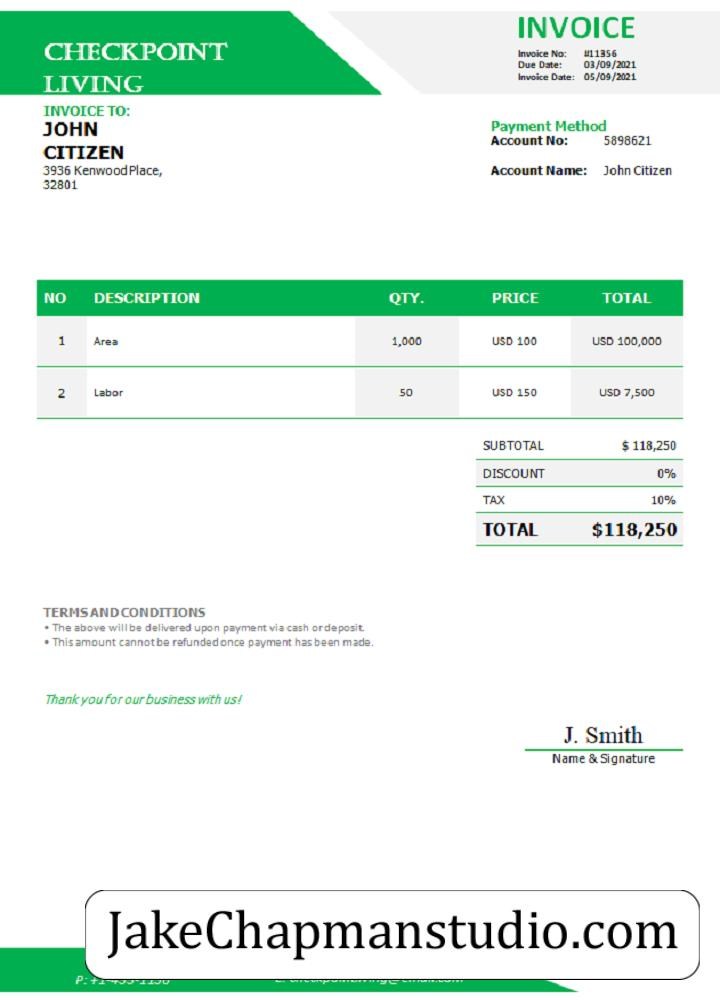 CHECKPOINT
LIVING
INVOICE
Invoice No: #11356
Due Date: 03/09/2021
Invoice Date: 05/09/2021
INVOICE TO:
JOHN
CITIZEN
3936 Kenwood Place,
32801
Payment Method
Account No: 5898621
Account Name: John Citizen
NO DESCRIPTION QTY. PRICE TOTAL
1 Area 1,000 USD 100 USD 100,000
2 Labor 50 USD 150 USD 7,500
SUBTOTAL $ 118,250
DISCOUNT 0%
TAX 10%
TOTAL $118,250
TERMS AND CONDITIONS
• The above will be delivered upon payment via cash or deposit.
• This amount cannot be refunded once payment has been made.
Thank you for our business with us!
J. Smith
Name & Signature
JakeChapmanstudio.com